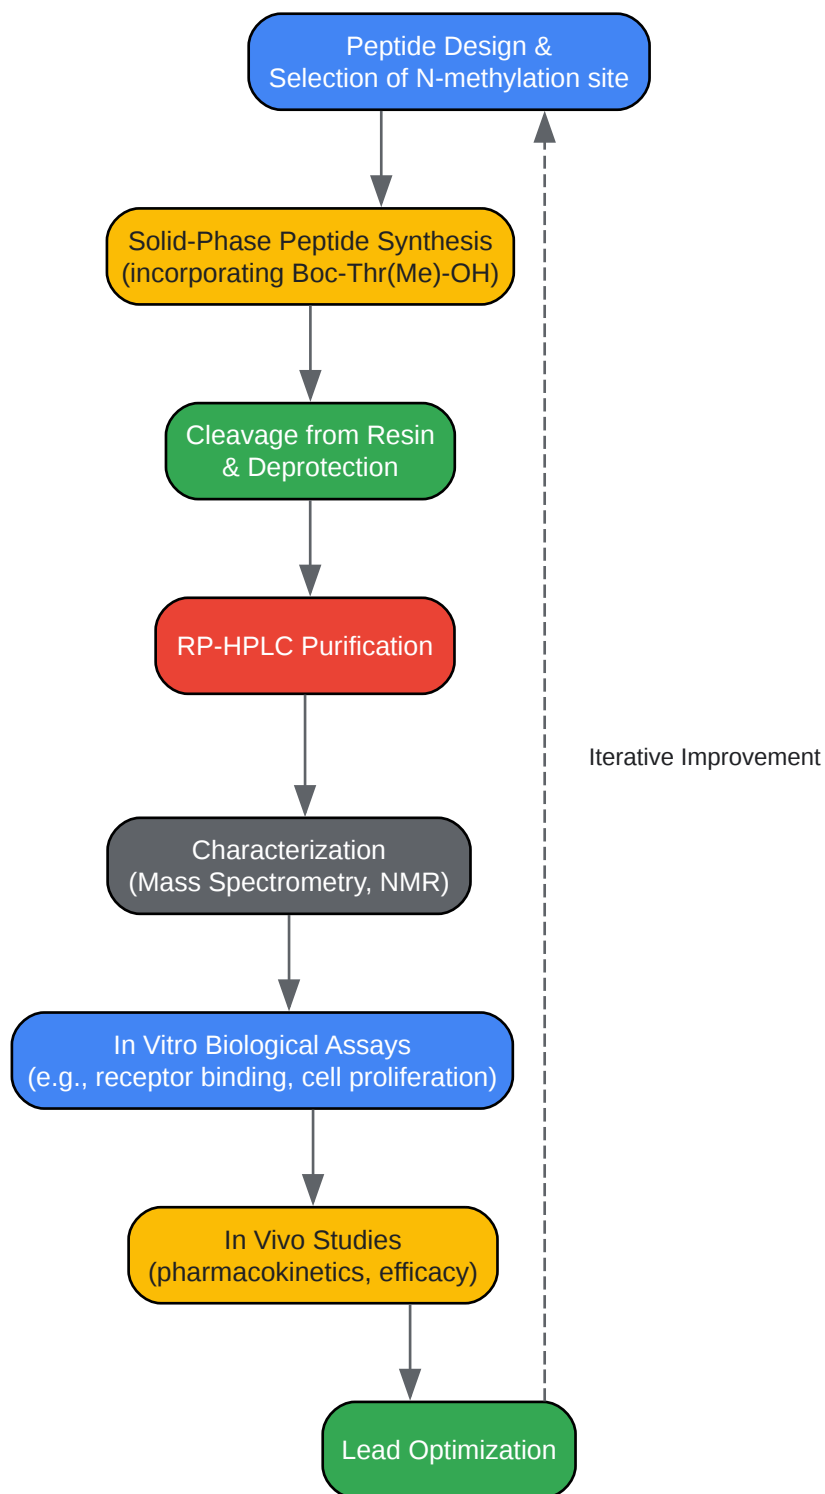 Peptide Design &
Selection of N-methylation site
Solid-Phase Peptide Synthesis
(incorporating Boc-Thr(Me)-OH)
Cleavage from Resin
& Deprotection
RP-HPLC Purification
Iterative Improvement
Characterization
(Mass Spectrometry, NMR)
In Vitro Biological Assays
(e.g., receptor binding, cell proliferation)
In Vivo Studies
(pharmacokinetics, efficacy)
Lead Optimization